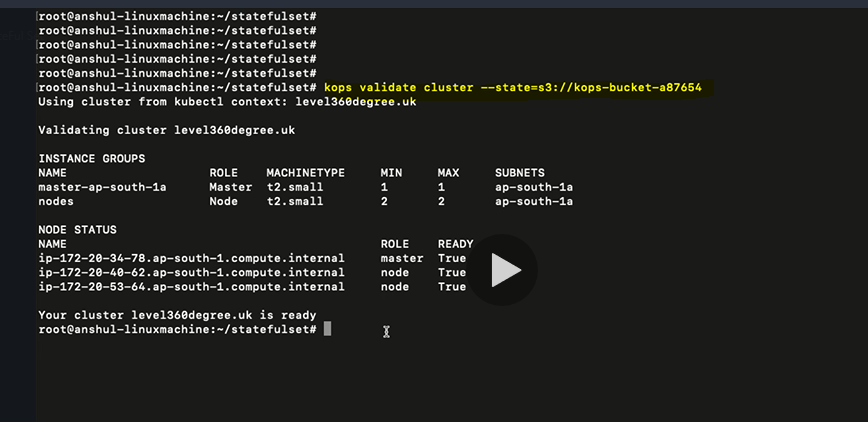 root@anshul-linuxmachine:~/statefulset#
root@anshul-linuxmachine:~/statefulset#
root@anshul-linuxmachine:~/statefulset#
root@anshul-linuxmachine:~/statefulset#
root@anshul-linuxmachine:~/statefulset#
root@anshul-linuxmachine:~/statefulset# kops validate cluster --state=s3://kops-bucket-a87654
Using cluster from kubectl context: level360degree.uk
Validating cluster level360degree.uk
INSTANCE GROUPS
NAME ROLE MACHINETYPE MIN MAX SUBNETS
master-ap-south-1a Master t2.small 1 1 ap-south-1a
nodes Node t2.small 2 2 ap-south-1a
NODE STATUS
NAME ROLE READY
ip-172-20-34-78.ap-south-1.compute.internal master True
ip-172-20-40-62.ap-south-1.compute.internal node True
ip-172-20-53-64.ap-south-1.compute.internal node True
Your cluster level360degree.uk is ready
root@anshul-linuxmachine:~/statefulset#